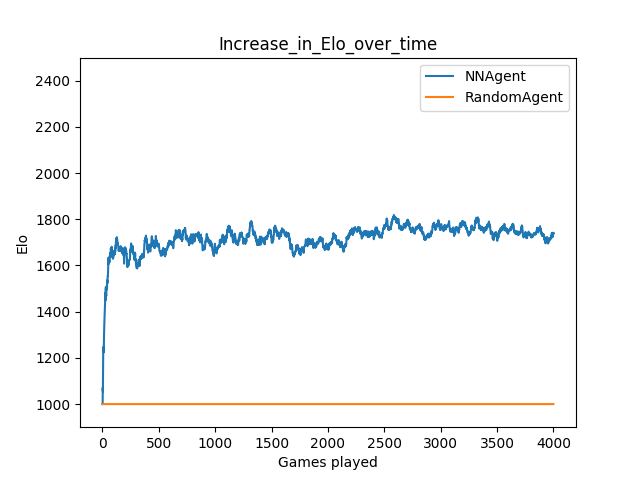 Increase_in_Elo_over_time
NNAgent
RandomAgent
2400
2200
2000
1800
1600
1400
1200
1000
Elo
0 500 1000 1500 2000 2500 3000 3500 4000
Games played